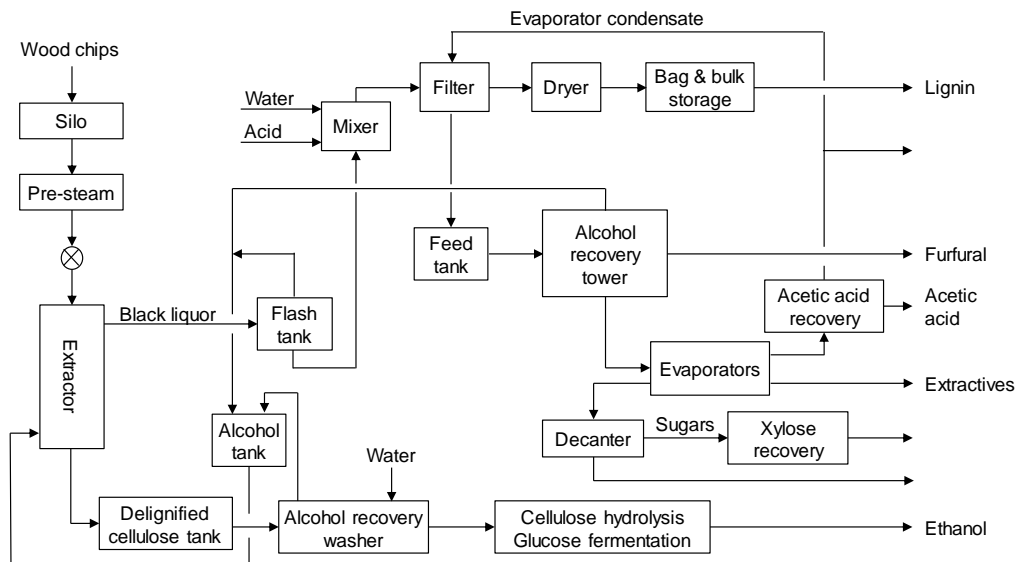 Evaporator condensate
Wood chips
Silo
Pre-steam
Extractor
Water
Acid
Mixer
Filter
Dryer
Bag & bulk
storage
Lignin
Feed
tank
Alcohol
recovery
tower
Furfural
Black liquor
Flash
tank
Acetic acid
recovery
Acetic
acid
Evaporators
Extractives
Alcohol
tank
Decanter
Sugars
Xylose
recovery
Water
Delignified
cellulose tank
Alcohol recovery
washer
Cellulose hydrolysis
Glucose fermentation
Ethanol